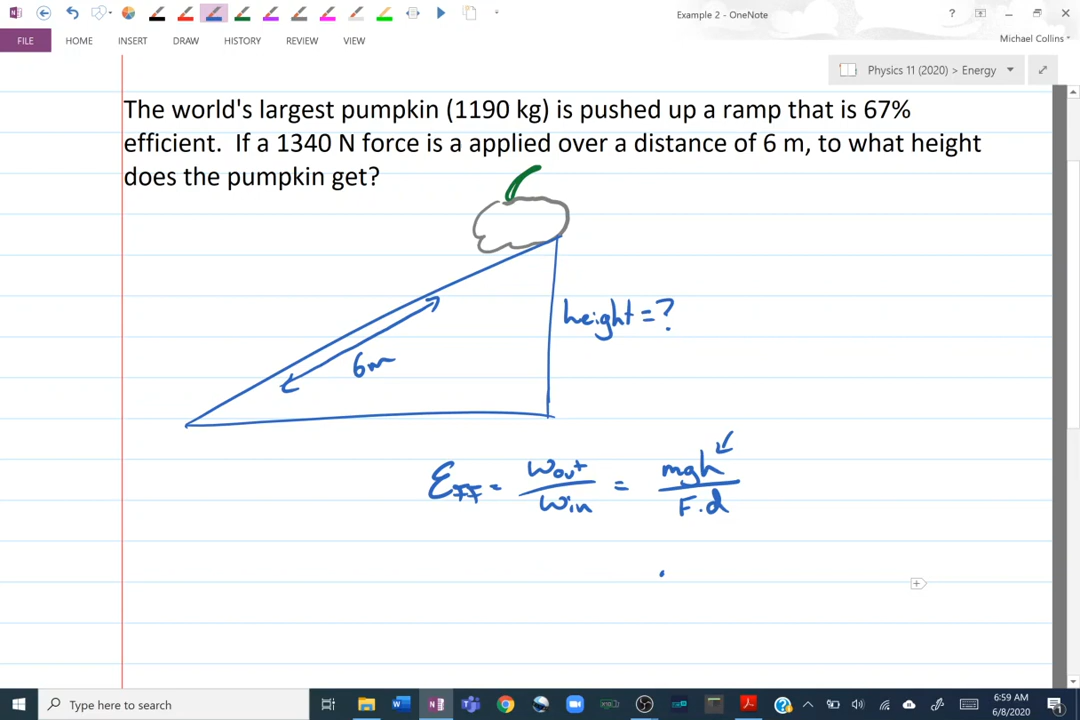 Example 2 - OneNote
?
FILE
HOME
INSERT
DRAW
HISTORY
REVIEW
VIEW
Michael Collins
Physics 11 (2020) > Energy
The world's largest pumpkin (1190 kg) is pushed up a ramp that is 67%
efficient. If a 1340 N force is a applied over a distance of 6 m, to what height
does the pumpkin get?
height = ?
6m
Eff = Wout / Win = mgh / F.d
Type here to search
6:59 AM
6/8/2020